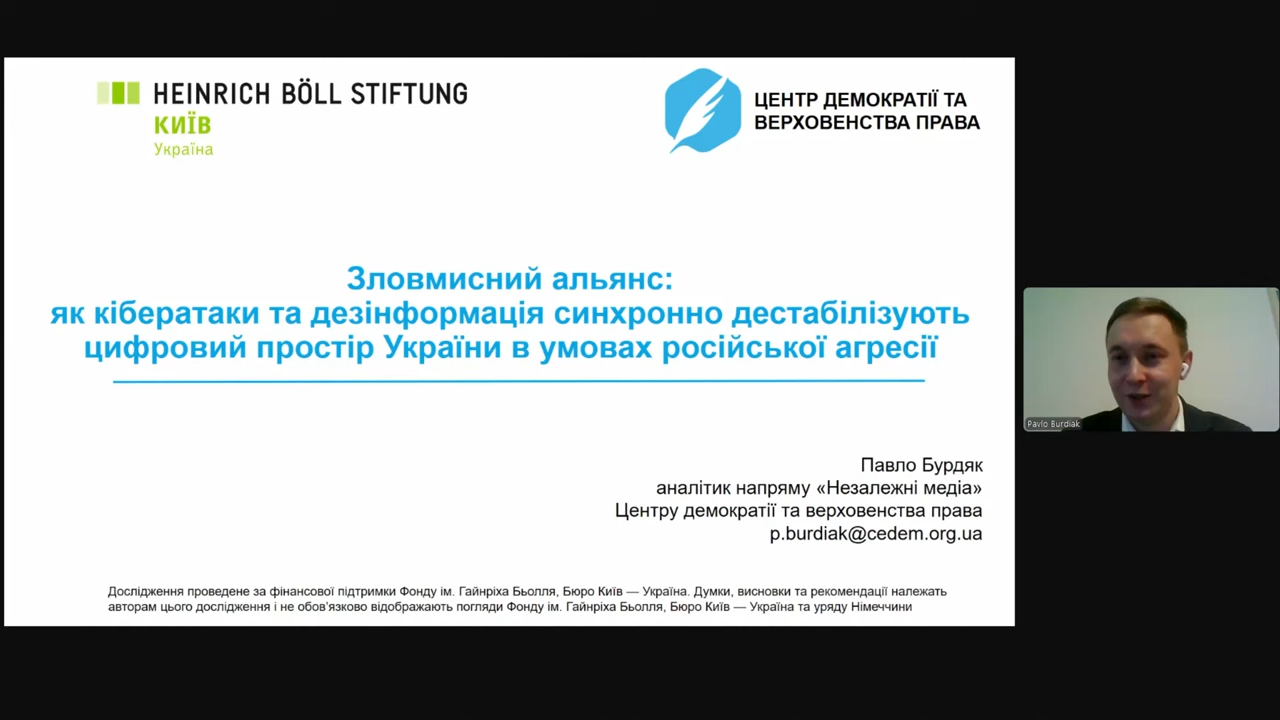 HEINRICH BÖLL STIFTUNG
КИЇВ
Україна
ЦЕНТР ДЕМОКРАТІЇ ТА
ВЕРХОВЕНСТВА ПРАВА
Зловмисний альянс:
як кібератаки та дезінформація синхронно дестабілізують
цифровий простір України в умовах російської агресії
Павло Бурдяк
аналітик напряму «Незалежні медіа»
Центру демократії та верховенства права
p.burdiak@cedem.org.ua
Дослідження проведене за фінансової підтримки Фонду ім. Гайнріха Бьолля, Бюро Київ — Україна. Думки, висновки та рекомендації належать
авторам цього дослідження і не обов'язково відображають погляди Фонду ім. Гайнріха Бьолля, Бюро Київ — Україна та уряду Німеччини
Pavlo Burdiak